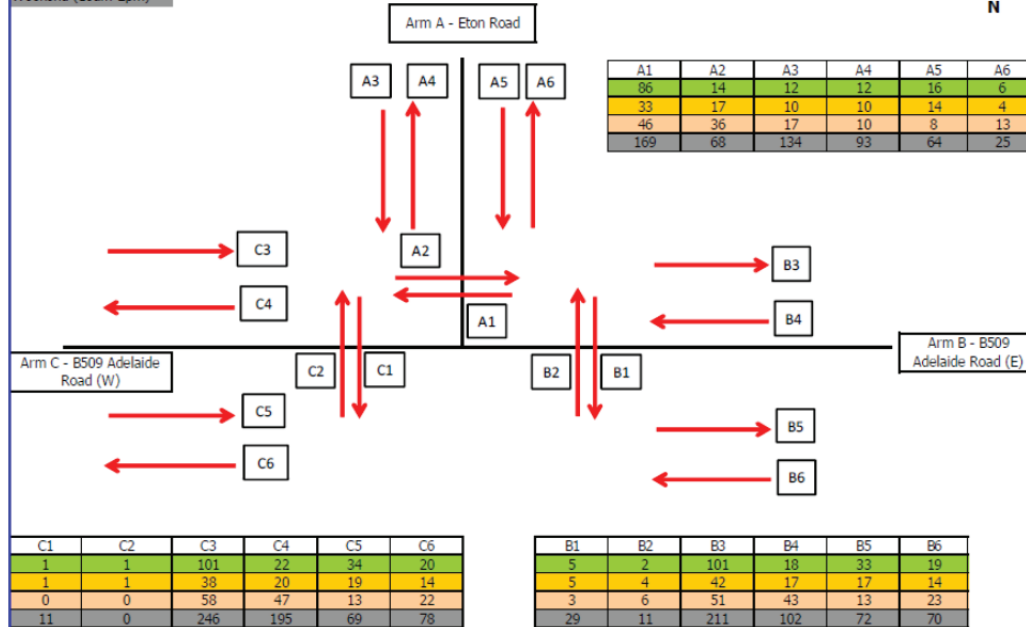 N
Arm A - Eton Road
A3 A4 A5 A6
A1 A2 A3 A4 A5 A6
86 14 12 12 16 6
33 17 10 10 14 4
46 36 17 10 8 13
169 68 134 93 64 25
C3 A2 B3
C4 A1 B4
Arm C - B509 Adelaide
Road (W)
C2 C1 B2 B1
Arm B - B509
Adelaide Road (E)
C5 B5
C6 B6
C1 C2 C3 C4 C5 C6
1 1 101 22 34 20
1 1 38 20 19 14
0 0 58 47 13 22
11 0 246 195 69 78
B1 B2 B3 B4 B5 B6
5 2 101 18 33 19
5 4 42 17 17 14
3 6 51 43 13 23
29 11 211 102 72 70